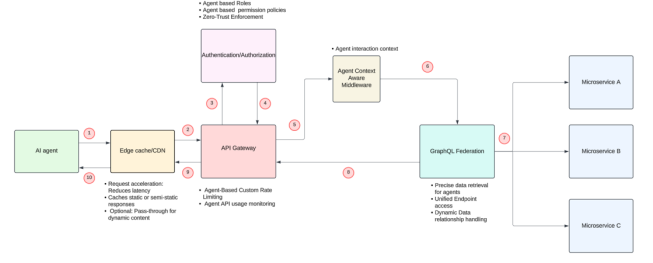 • Agent based Roles
• Agent based permission policies
• Zero-Trust Enforcement
Authentication/Authorization
• Agent interaction context
Agent Context
Aware
Middleware
6
Microservice A
3
4
5
1
2
AI agent
Edge cache/CDN
API Gateway
GraphQL Federation
7
Microservice B
10
9
8
• Request acceleration:
Reduces latency
• Caches static or semi-static
responses
• Optional: Pass-through for
dynamic content
• Agent-Based Custom Rate
Limiting
• Agent API usage monitoring
• Precise data retrieval
for agents
• Unified Endpoint
access
• Dynamic Data
relationship handling
Microservice C